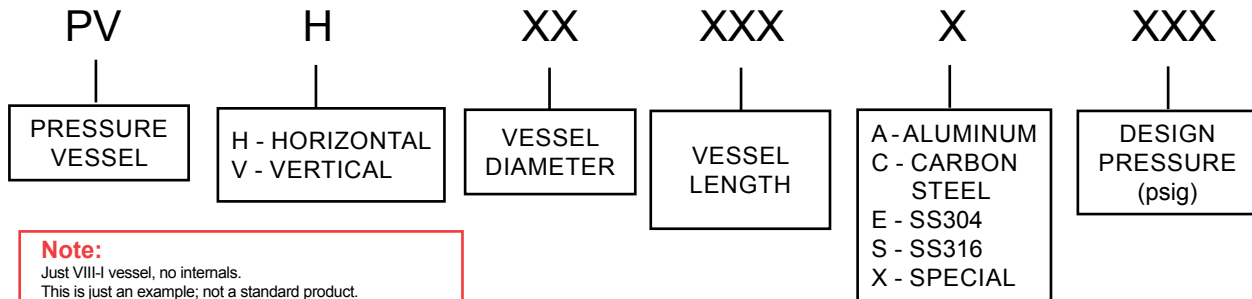 PV H XX XXX X XXX
PRESSURE
VESSEL
H - HORIZONTAL
V - VERTICAL
VESSEL
DIAMETER
VESSEL
LENGTH
A - ALUMINUM
C - CARBON
STEEL
E - SS304
S - SS316
X - SPECIAL
DESIGN
PRESSURE
(psig)
Note:
Just VIII-I vessel, no internals.
This is just an example; not a standard product.